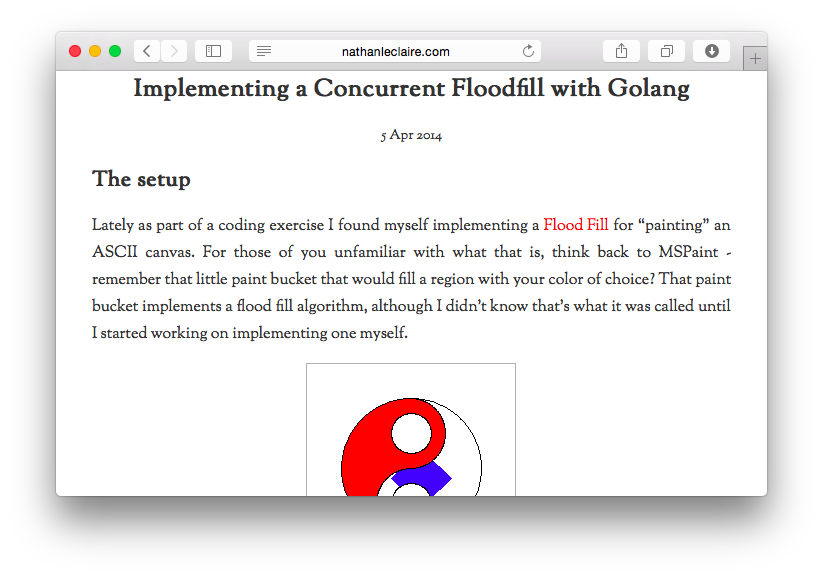 nathanleclaire.com
Implementing a Concurrent Floodfill with Golang
5 Apr 2014
The setup
Lately as part of a coding exercise I found myself implementing a Flood Fill for “painting” an
ASCII canvas. For those of you unfamiliar with what that is, think back to MSPaint -
remember that little paint bucket that would fill a region with your color of choice? That paint
bucket implements a flood fill algorithm, although I didn’t know that’s what it was called until
I started working on implementing one myself.